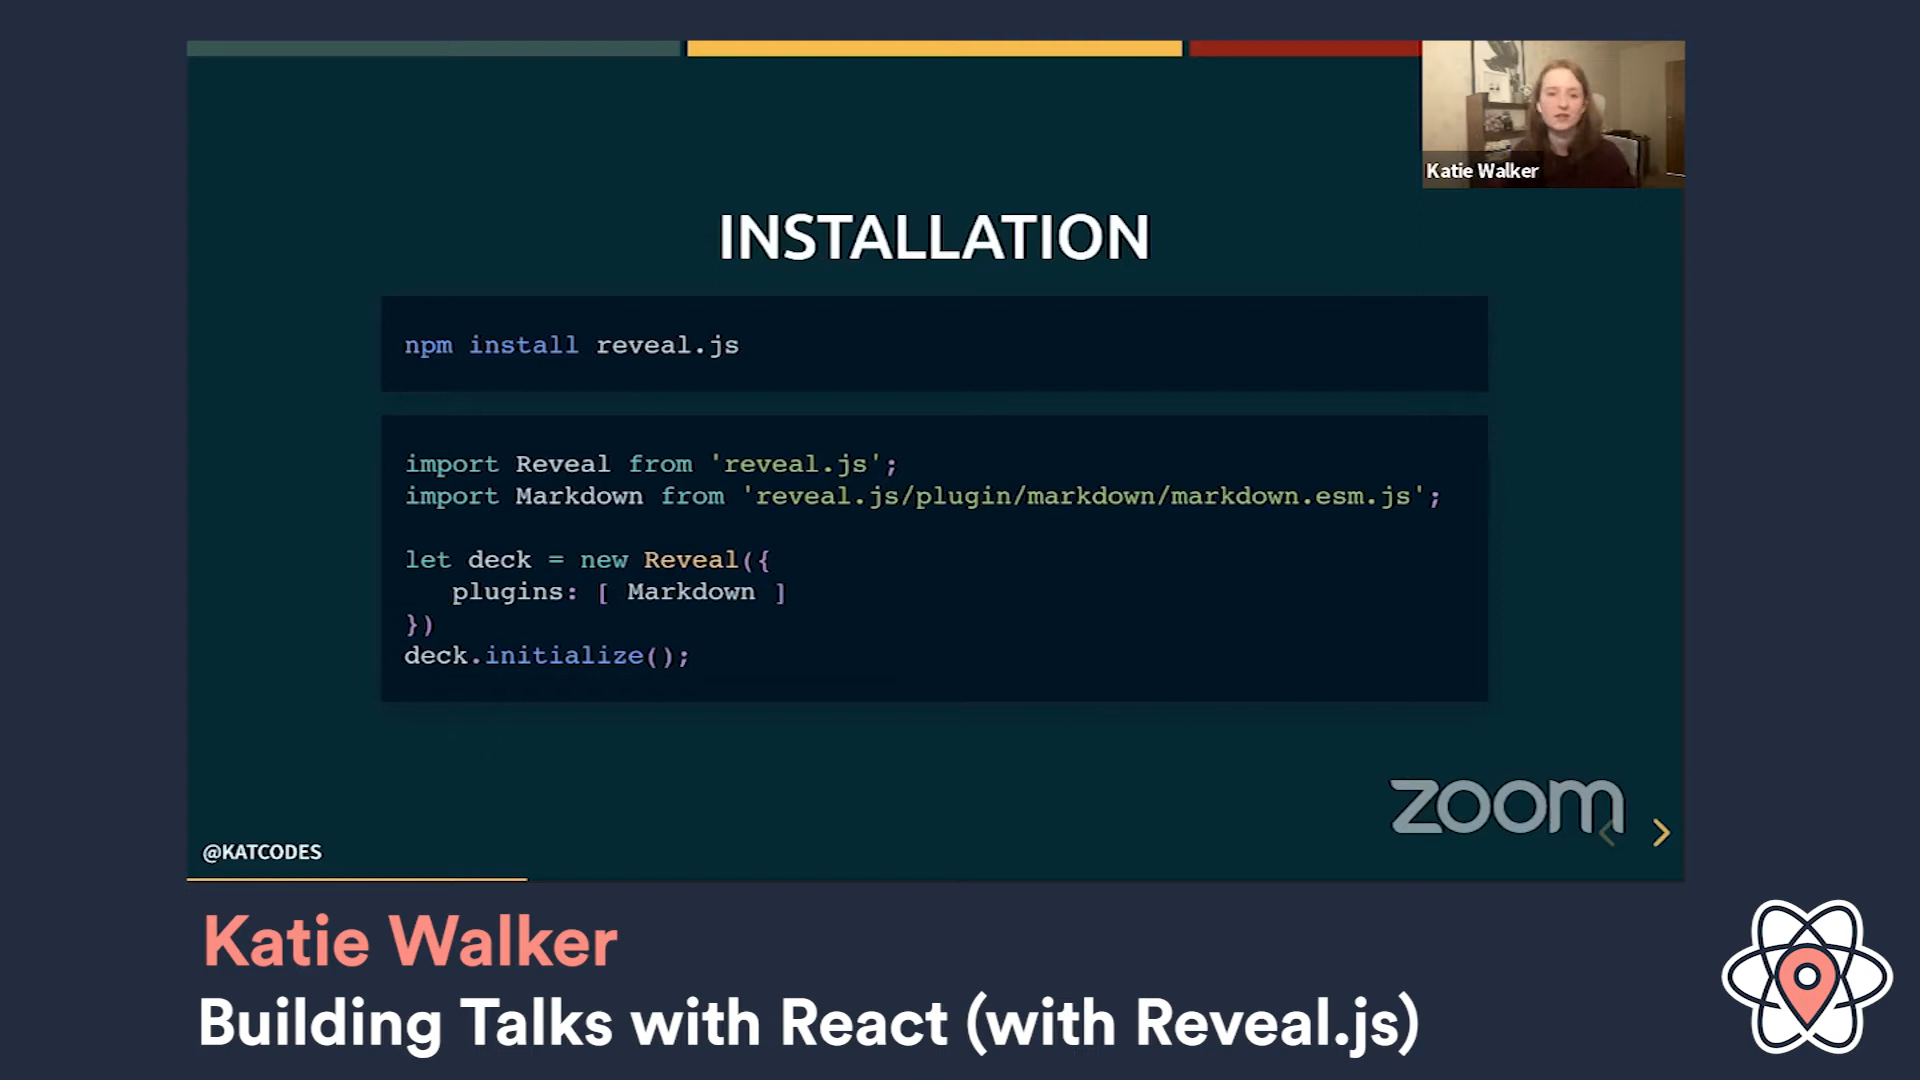 Katie Walker
INSTALLATION
npm install reveal.js
import Reveal from 'reveal.js';
import Markdown from 'reveal.js/plugin/markdown/markdown.esm.js';
let deck = new Reveal({
plugins: [ Markdown ]
})
deck.initialize();
zoom
@KATCODES
Katie Walker
Building Talks with React (with Reveal.js)